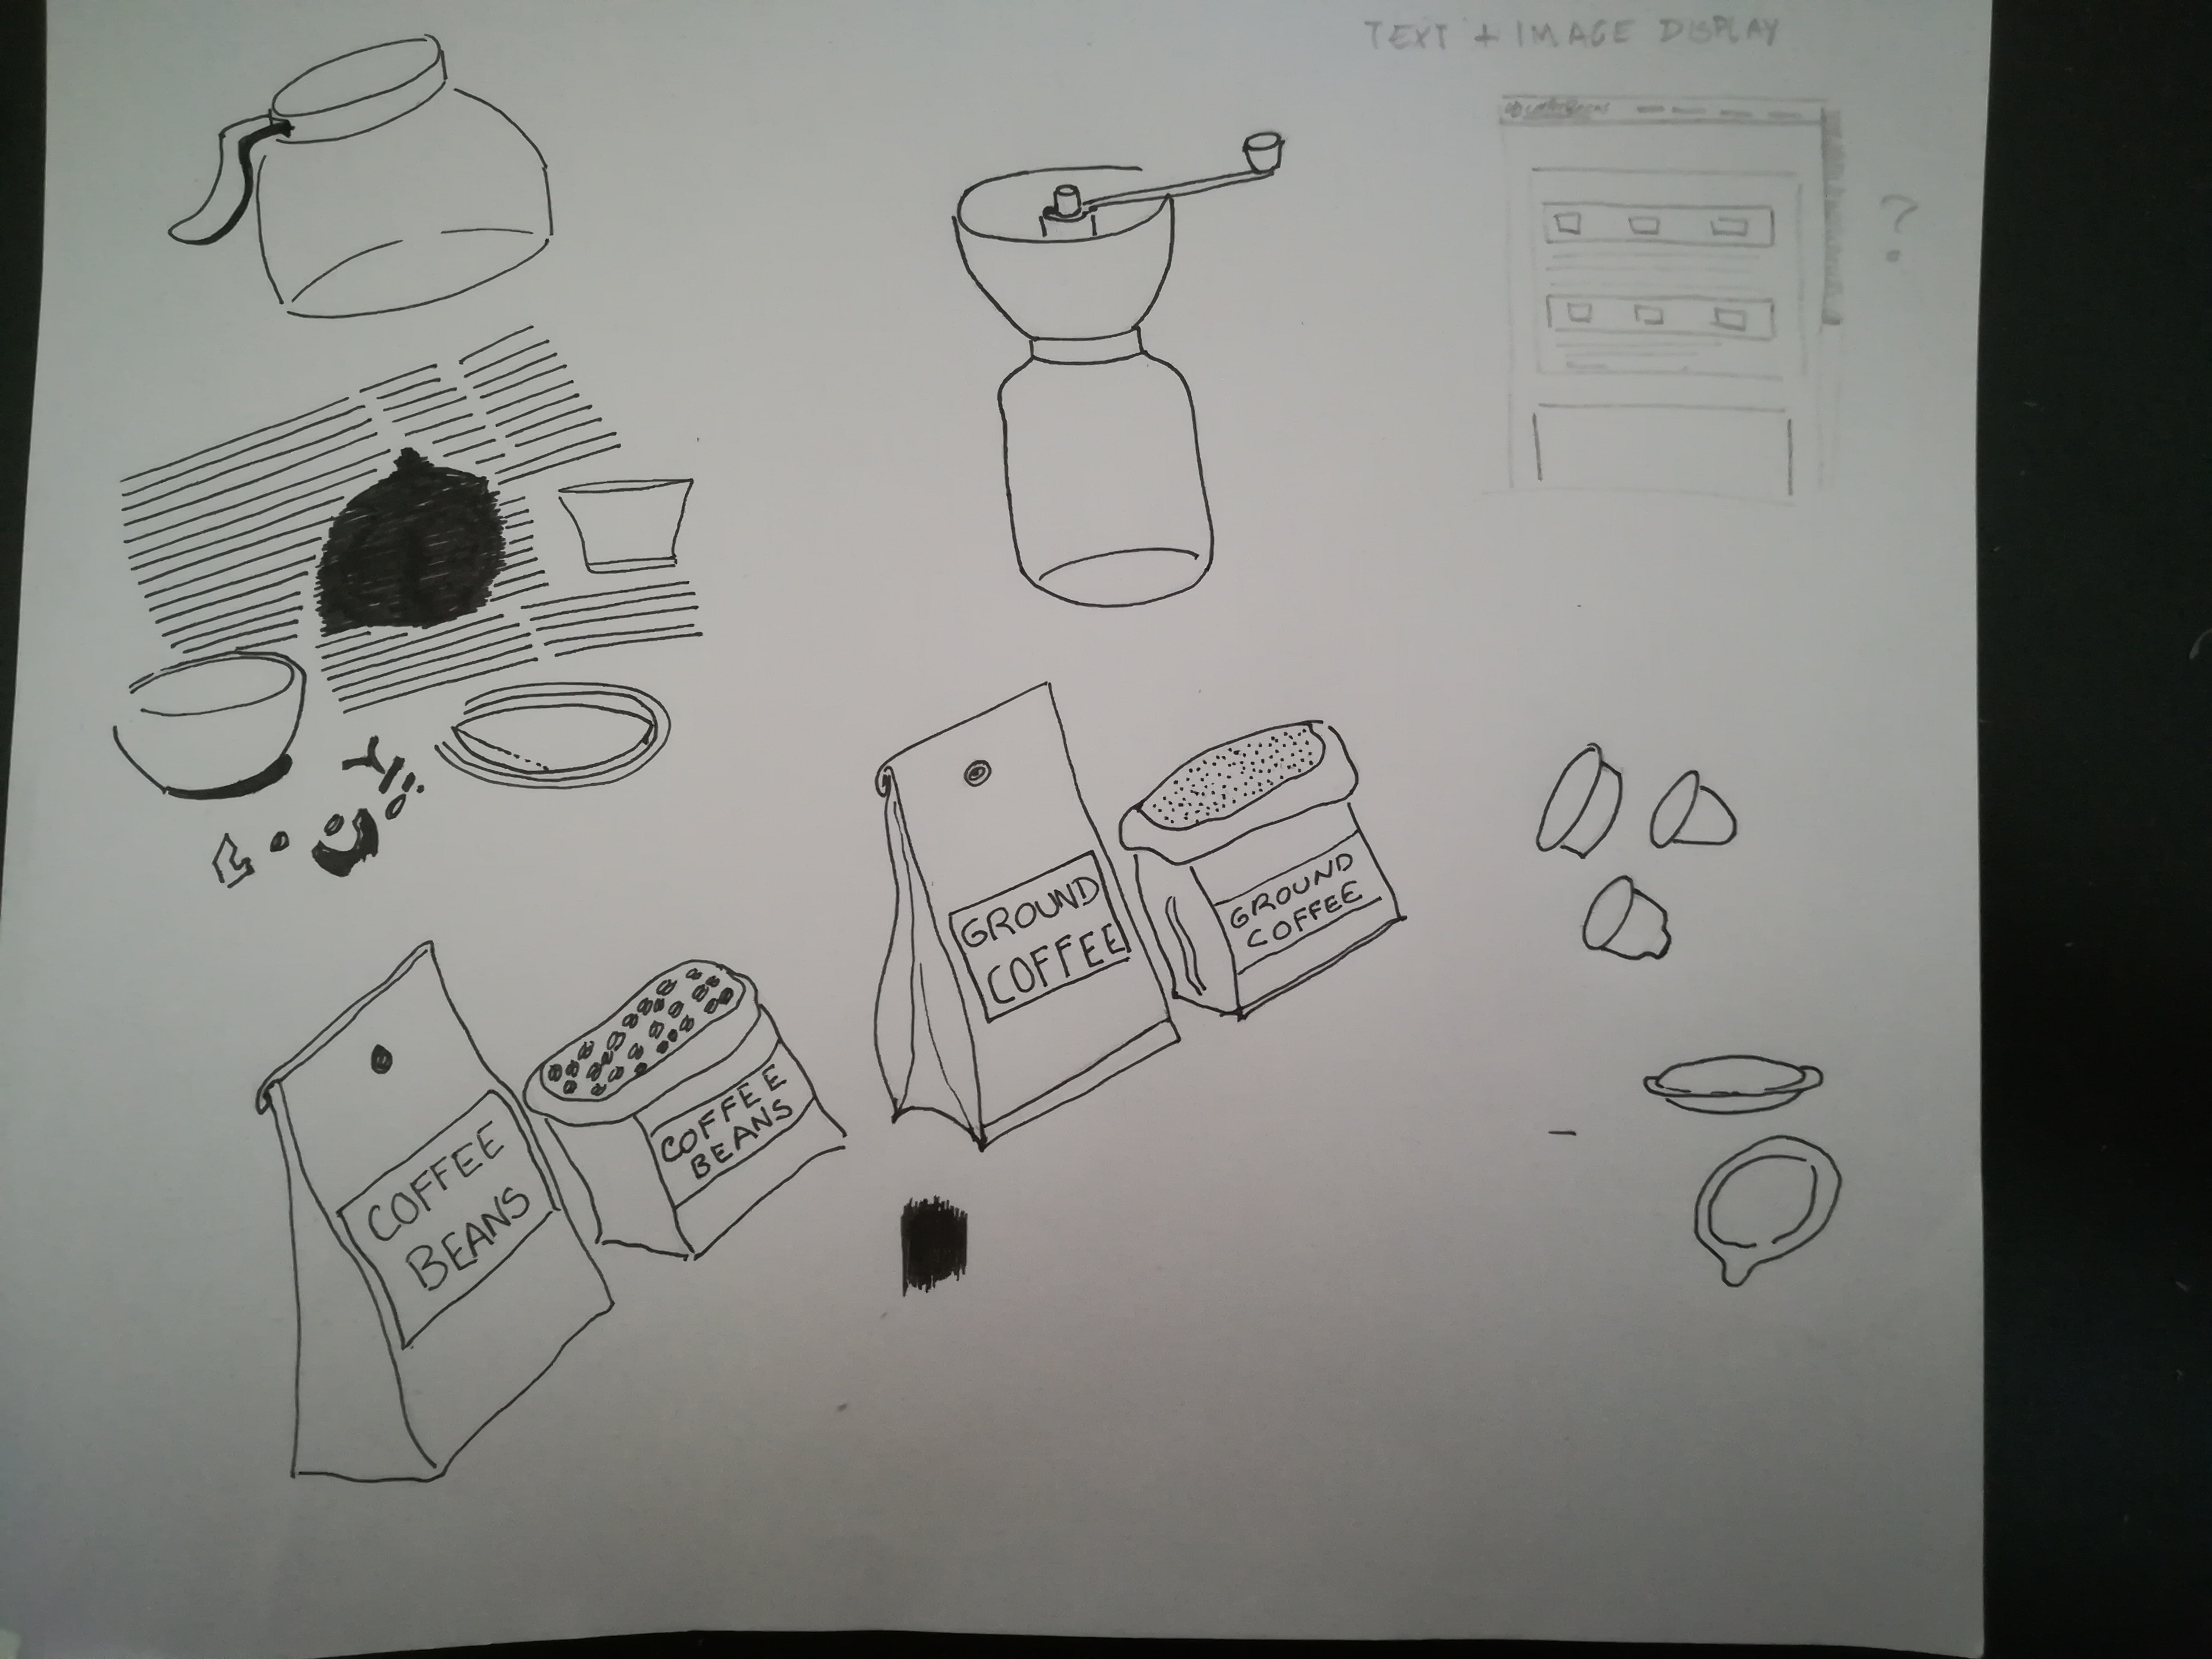 TEXT + IMAGE DISPLAY
GROUND
COFFEE
GROUND
COFFEE
COFFEE
BEANS
COFFEE
BEANS
?